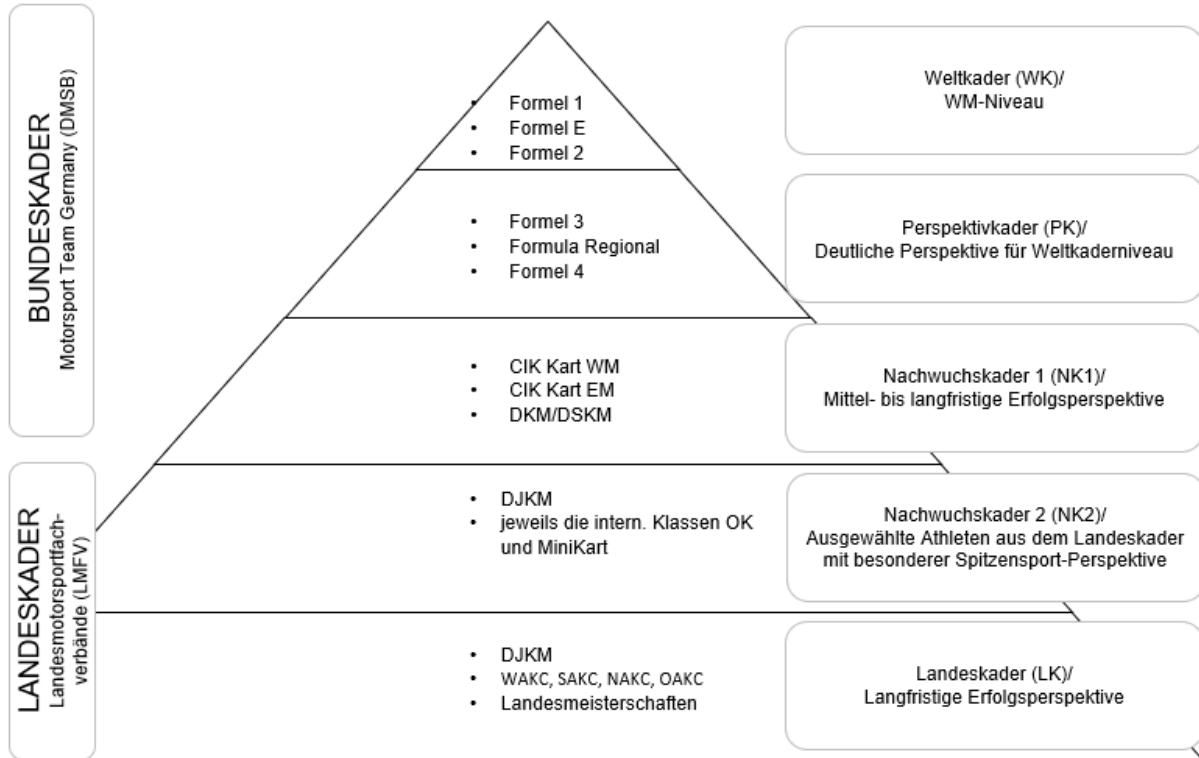 BUNDESKADER
Motorsport Team Germany (DMSB)
• Formel 1
• Formel E
• Formel 2
Weltkader (WK)/
WM-Niveau
• Formel 3
• Formula Regional
• Formel 4
Perspektivkader (PK)/
Deutliche Perspektive für Weltkaderniveau
• CIK Kart WM
• CIK Kart EM
• DKM/DSKM
Nachwuchskader 1 (NK1)/
Mittel- bis langfristige Erfolgsperspektive
LANDESKADER
Landesmotorsportfach-
verbände (LMFV)
• DJKM
• jeweils die intern. Klassen OK
und MiniKart
Nachwuchskader 2 (NK2)/
Ausgewählte Athleten aus dem Landeskader
mit besonderer Spitzensport-Perspektive
• DJKM
• WAKC, SAKC, NAKC, OAKC
• Landesmeisterschaften
Landeskader (LK)/
Langfristige Erfolgsperspektive